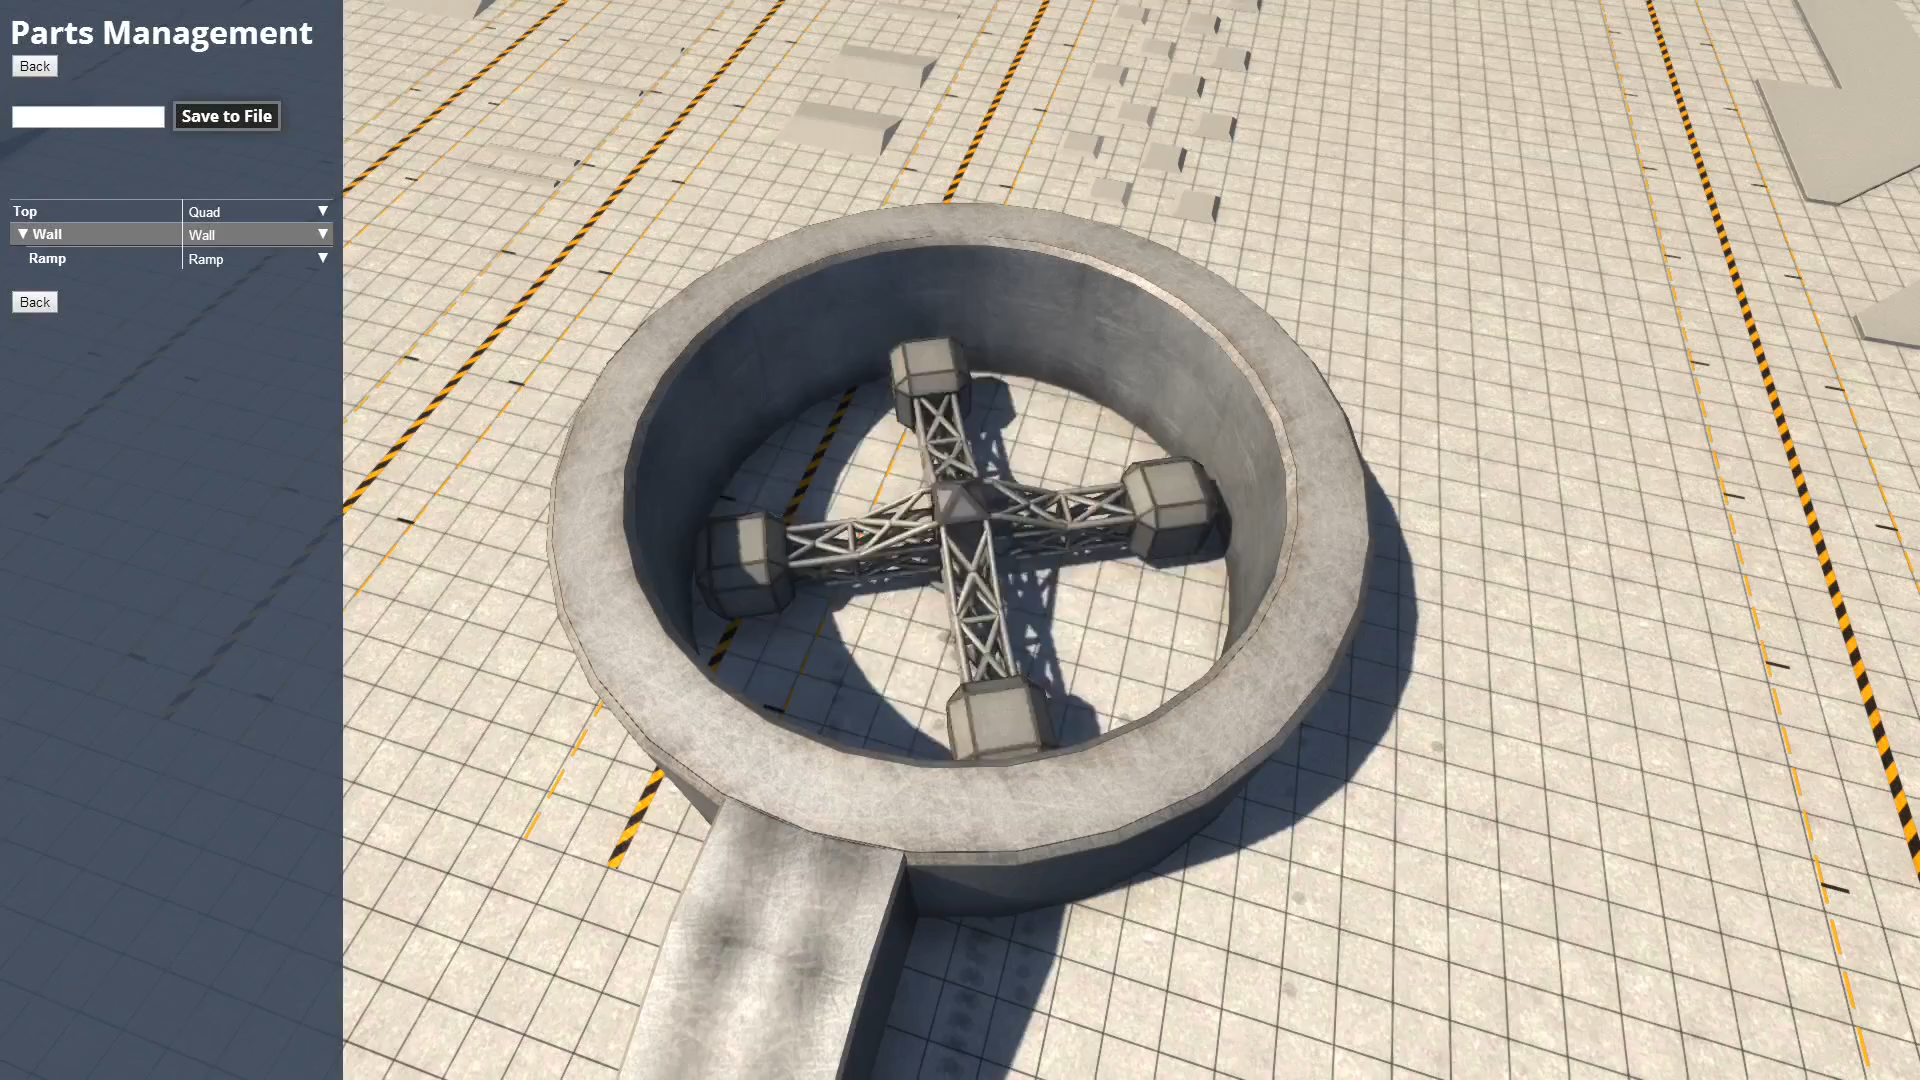 Parts Management
Back
Save to File
Top Quad ▼
▼ Wall Wall ▼
Ramp Ramp ▼
Back